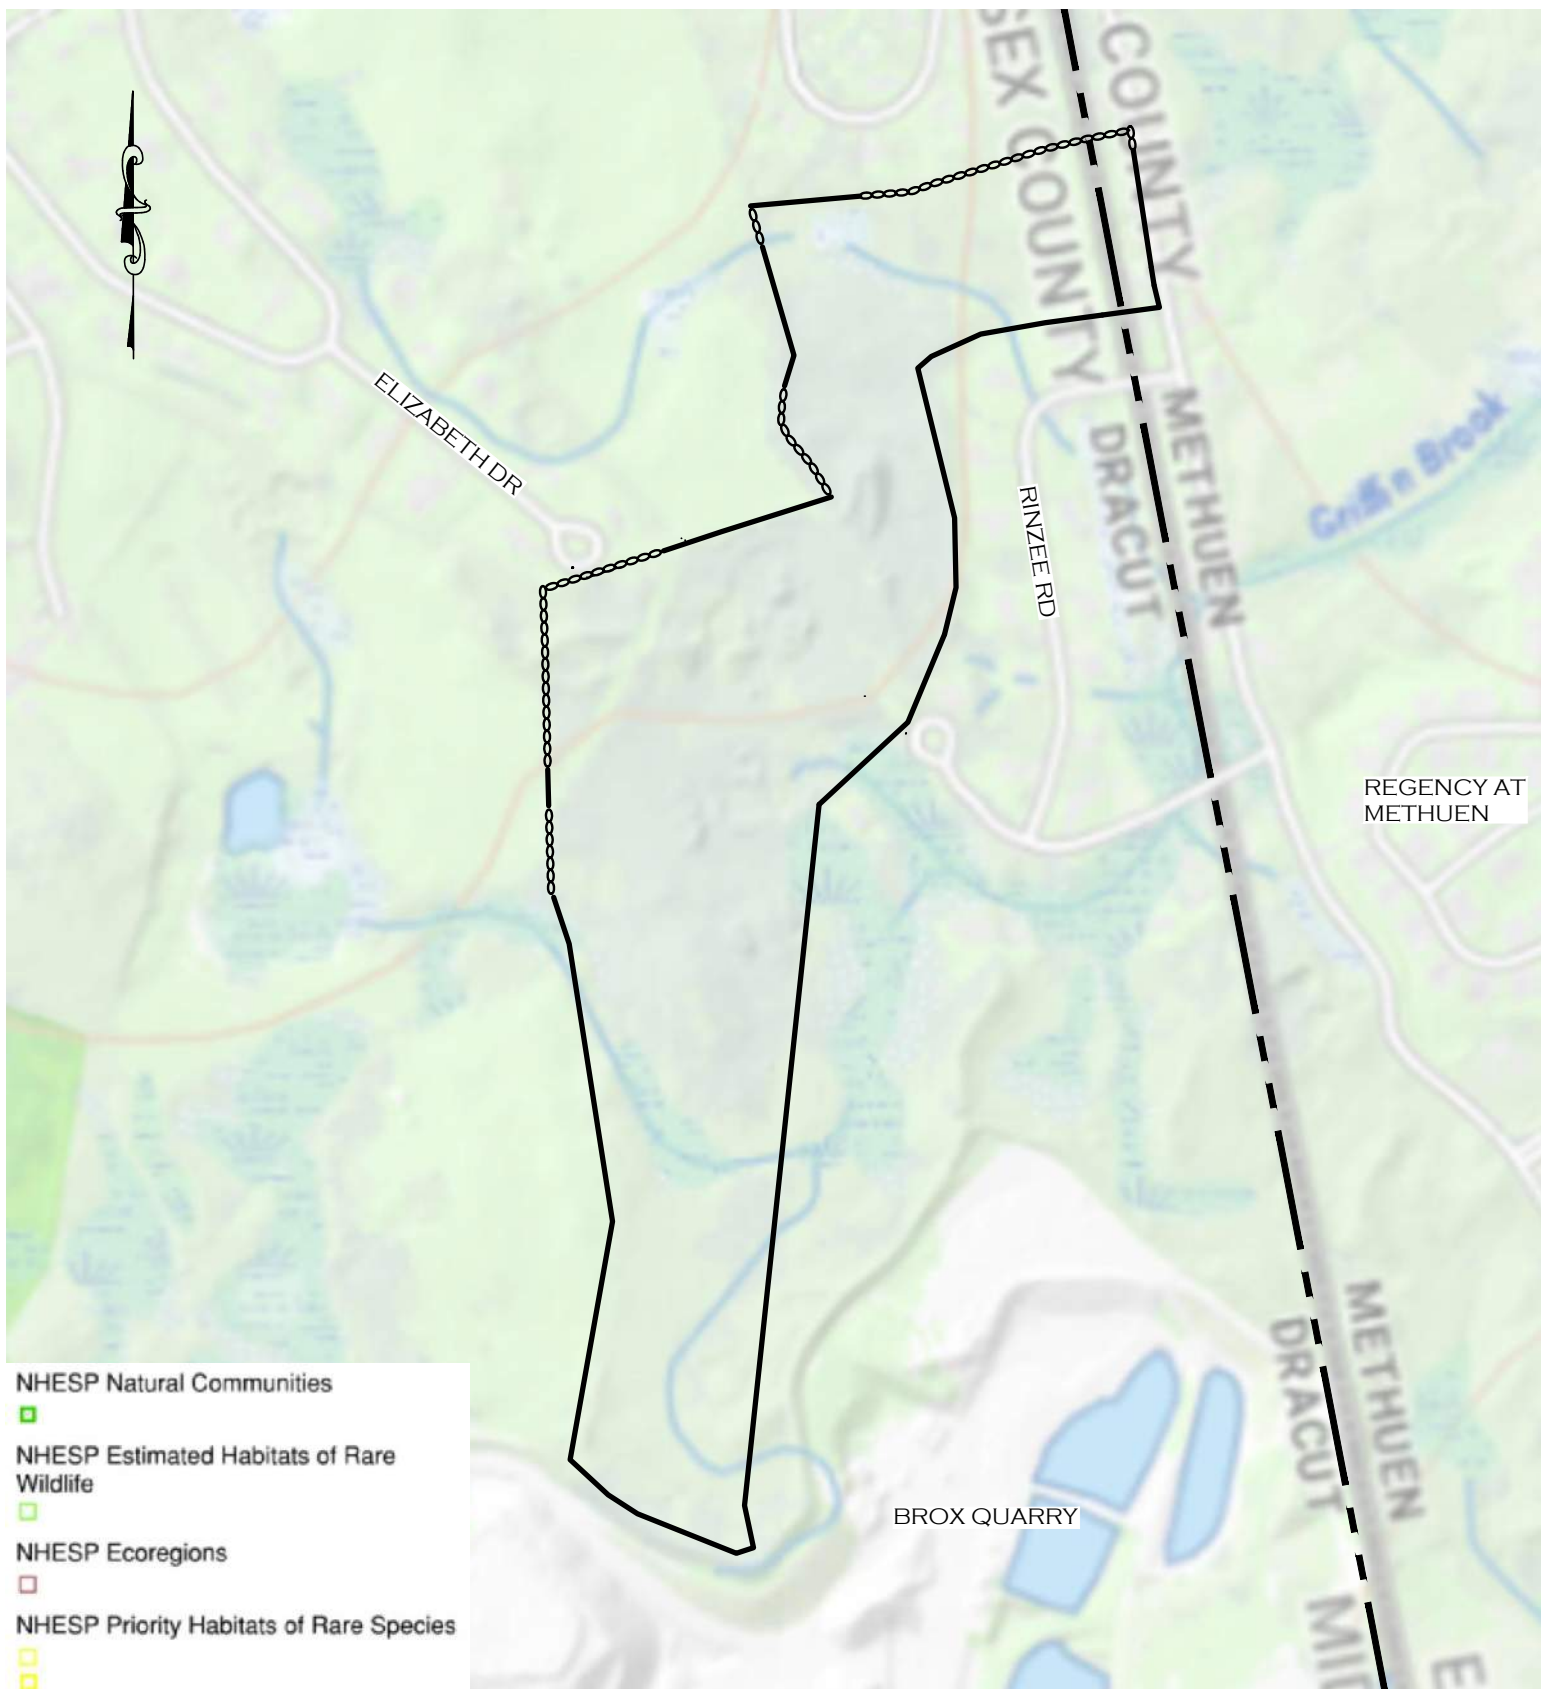 SEX COUNTY
COUNTY
ELIZABETH DR
METHUEN
DRACUT
Griffin Brook
RINZEE RD
REGENCY AT
METHUEN
METHUEN
DRACUT
BROX QUARRY
NHESP Natural Communities
NHESP Estimated Habitats of Rare
Wildlife
NHESP Ecoregions
NHESP Priority Habitats of Rare Species
MID
E